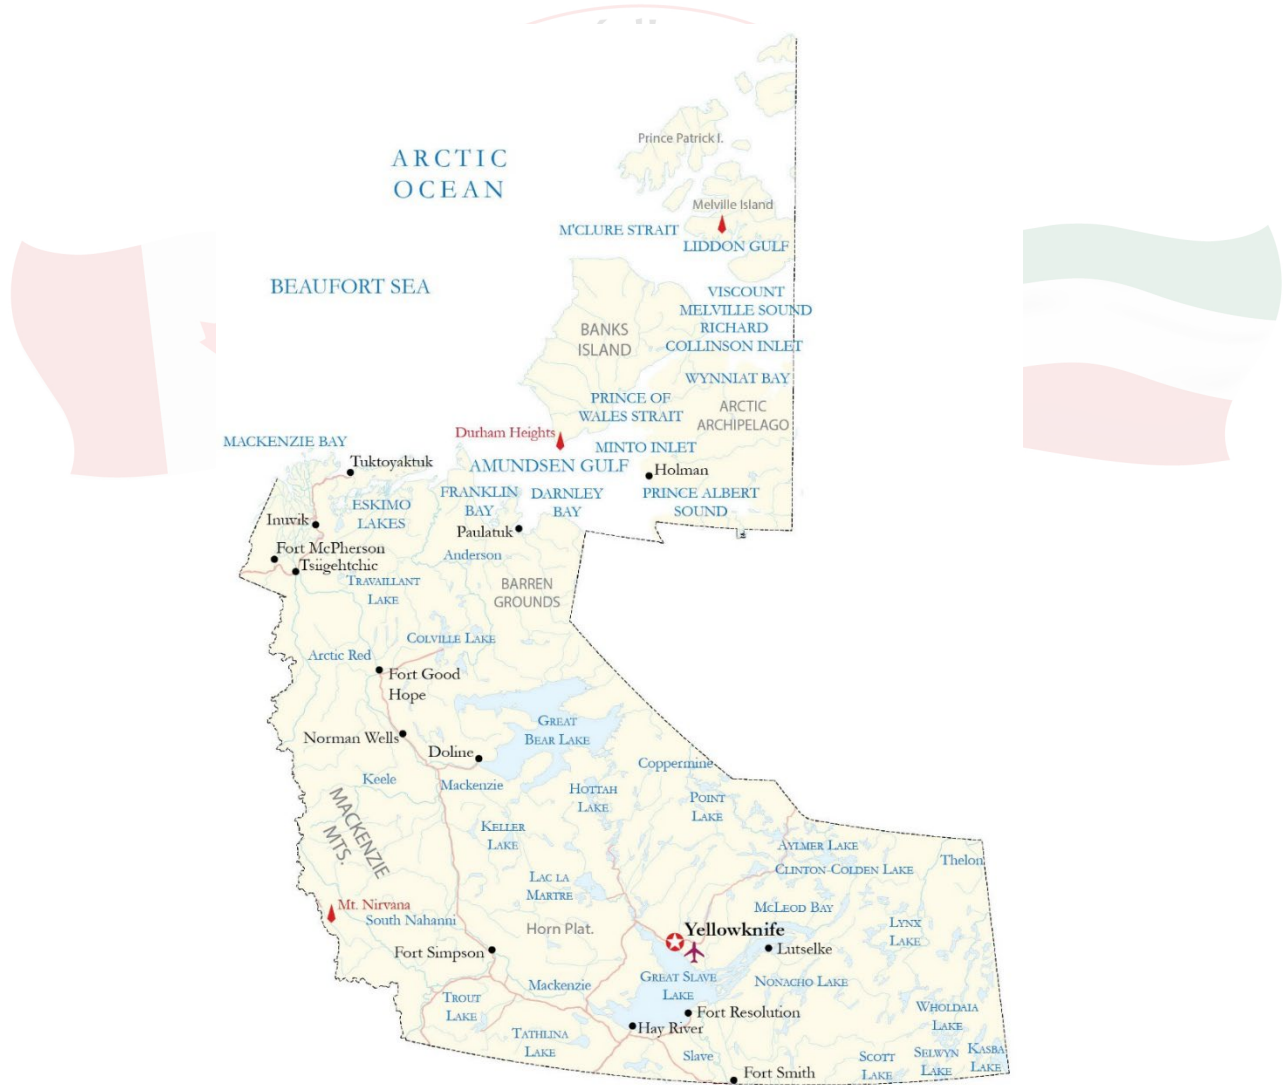 Prince Patrick I.
ARCTIC
OCEAN
Melville Island
M'CLURE STRAIT
LIDDON GULF
BEAUFORT SEA
VISCOUNT
MELVILLE SOUND
RICHARD
COLLINSON INLET
BANKS
ISLAND
WYNNIAT BAY
PRINCE OF
WALES STRAIT
ARCTIC
ARCHIPELAGO
Durham Heights
MACKENZIE BAY
MINTO INLET
Tuktoyaktuk
AMUNDSEN GULF
Holman
ESKIMO
LAKES
FRANKLIN
BAY
DARNLEY
BAY
PRINCE ALBERT
SOUND
Inuvik
Paulatuk
Fort McPherson
Tsiigehtchic
Anderson
TRAVAILLANT
LAKE
BARREN
GROUNDS
COLVILLE LAKE
Arctic Red
Fort Good
Hope
GREAT
BEAR LAKE
Norman Wells
Doline
Coppermine
Keele
Mackenzie
HOTTAH
LAKE
POINT
LAKE
MACKENZIE
MTS.
KELLER
LAKE
AYLMER LAKE
Thelon
CLINTON-COLDEN LAKE
LAC LA
MARTRE
Mt. Nirvana
South Nahanni
MCLEOD BAY
LYNX
LAKE
Horn Plat.
Yellowknife
Fort Simpson
Lutselke
GREAT SLAVE
LAKE
NONACHO LAKE
Mackenzie
TROUT
LAKE
Fort Resolution
WHOLDAIA
LAKE
TATHLINA
LAKE
Hay River
Slave
SCOTT
LAKE
SELWYN
LAKE
KASBA
LAKE
Fort Smith